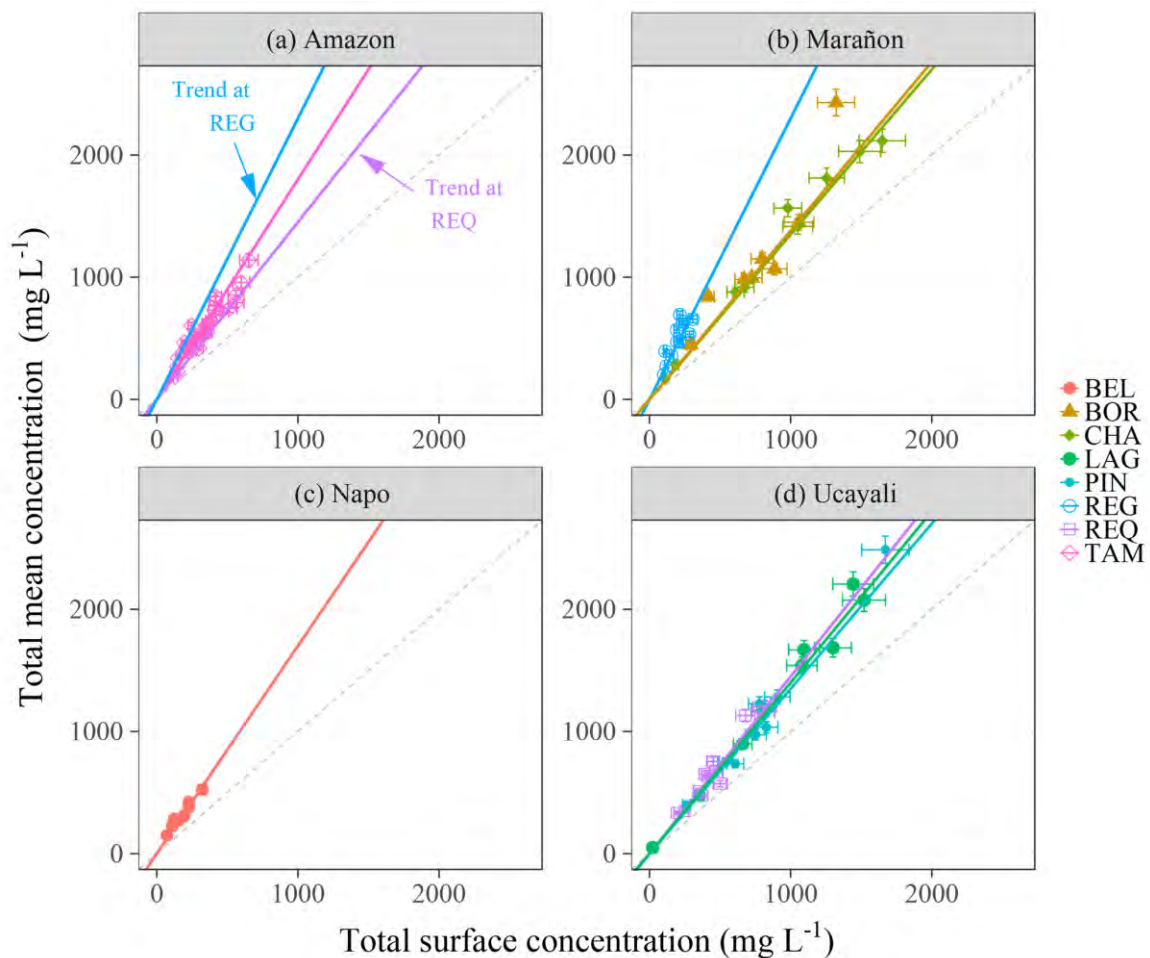 (a) Amazon
(b) Marañon
Trend at
REG
Trend at
REQ
2000
1000
0
0
1000
2000
0
1000
2000
(c) Napo
(d) Ucayali
2000
1000
0
0
1000
2000
0
1000
2000
Total mean concentration (mg L⁻¹)
Total surface concentration (mg L⁻¹)
BEL
BOR
CHA
LAG
PIN
REG
REQ
TAM